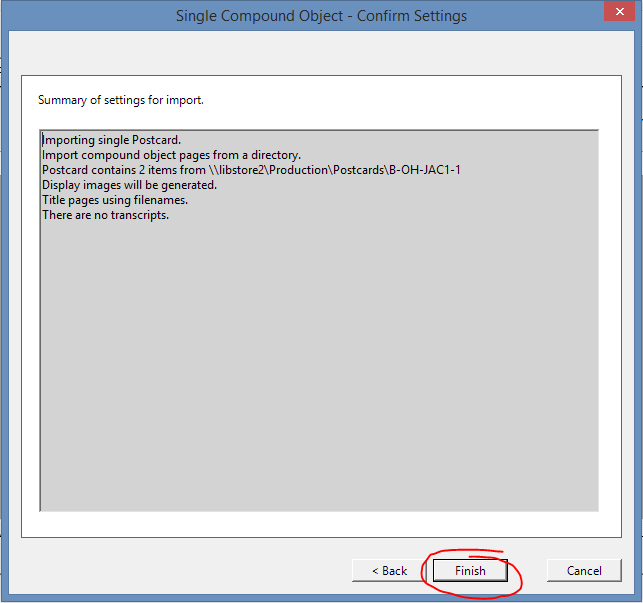 Single Compound Object - Confirm Settings
Summary of settings for import.
Importing single Postcard.
Import compound object pages from a directory.
Postcard contains 2 items from \\libstore2\Production\Postcards\B-OH-JAC1-1
Display images will be generated.
Title pages using filenames.
There are no transcripts.
< Back Finish Cancel